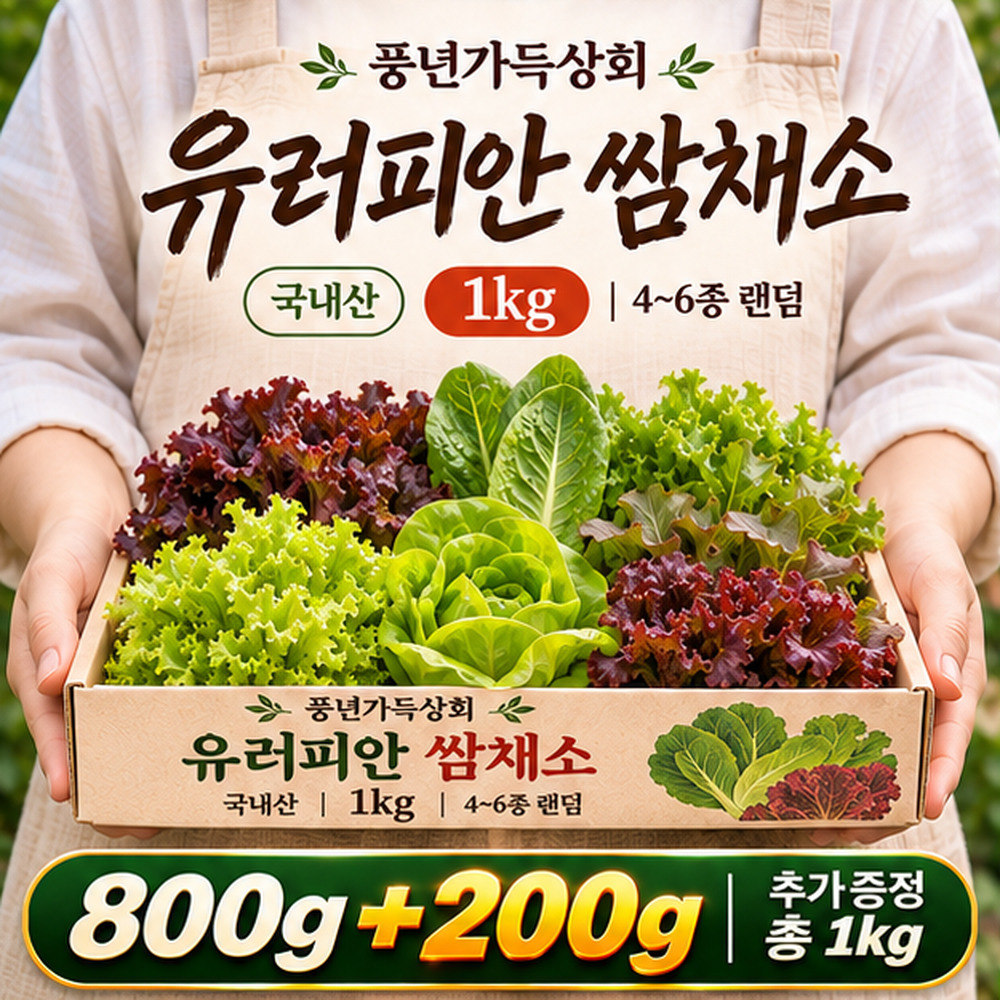 풍년가득상회
유러피안 쌈채소
국내산 1kg | 4~6종 랜덤
풍년가득상회
유러피안 쌈채소
국내산 | 1kg | 4~6종 랜덤
800g+200g | 추가 증정
총 1kg